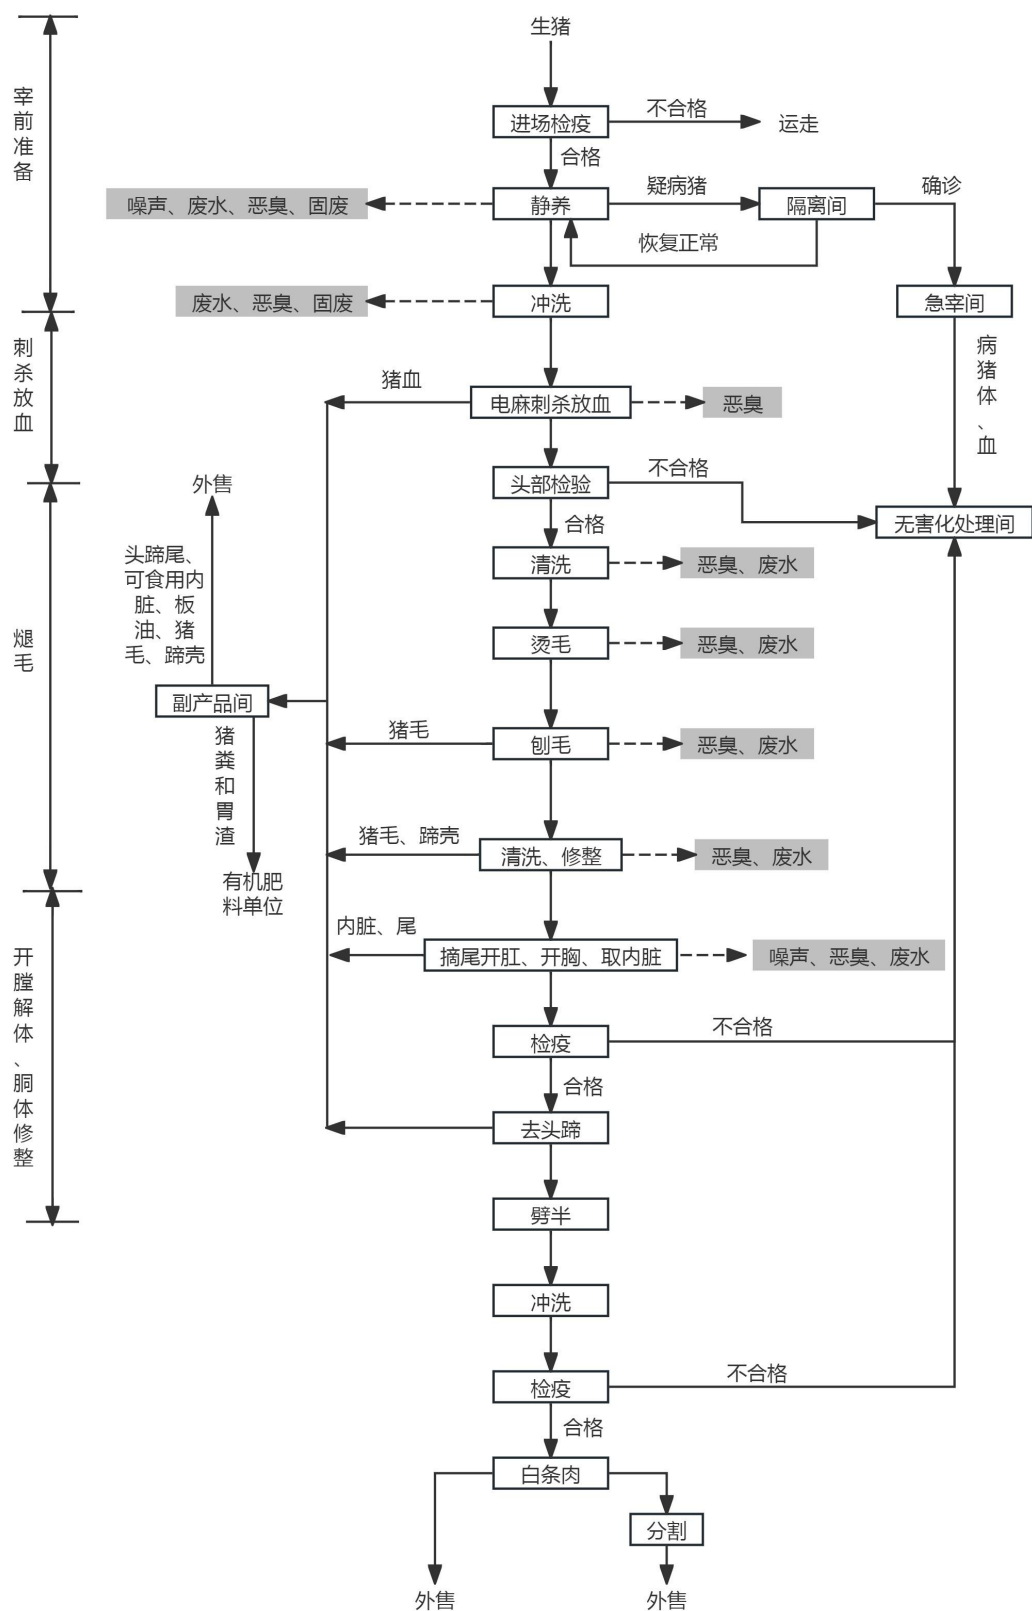 生猪
宰前准备
进场检疫
不合格
运走
合格
噪声、废水、恶臭、固废
静养
疑病猪
隔离间
确诊
恢复正常
废水、恶臭、固废
冲洗
急宰间
刺杀放血
病猪体、血
猪血
电麻刺杀放血
恶臭
外售
头部检验
不合格
无害化处理间
合格
头蹄尾、
可食用内
脏、板
油、猪
毛、蹄壳
清洗
恶臭、废水
煺毛
烫毛
恶臭、废水
副产品间
猪粪和胃渣
猪毛
刨毛
恶臭、废水
猪毛、蹄壳
清洗、修整
恶臭、废水
有机肥
料单位
开膛解体、胴体修整
内脏、尾
摘尾开肛、开胸、取内脏
噪声、恶臭、废水
检疫
不合格
合格
去头蹄
劈半
冲洗
检疫
不合格
合格
白条肉
分割
外售
外售